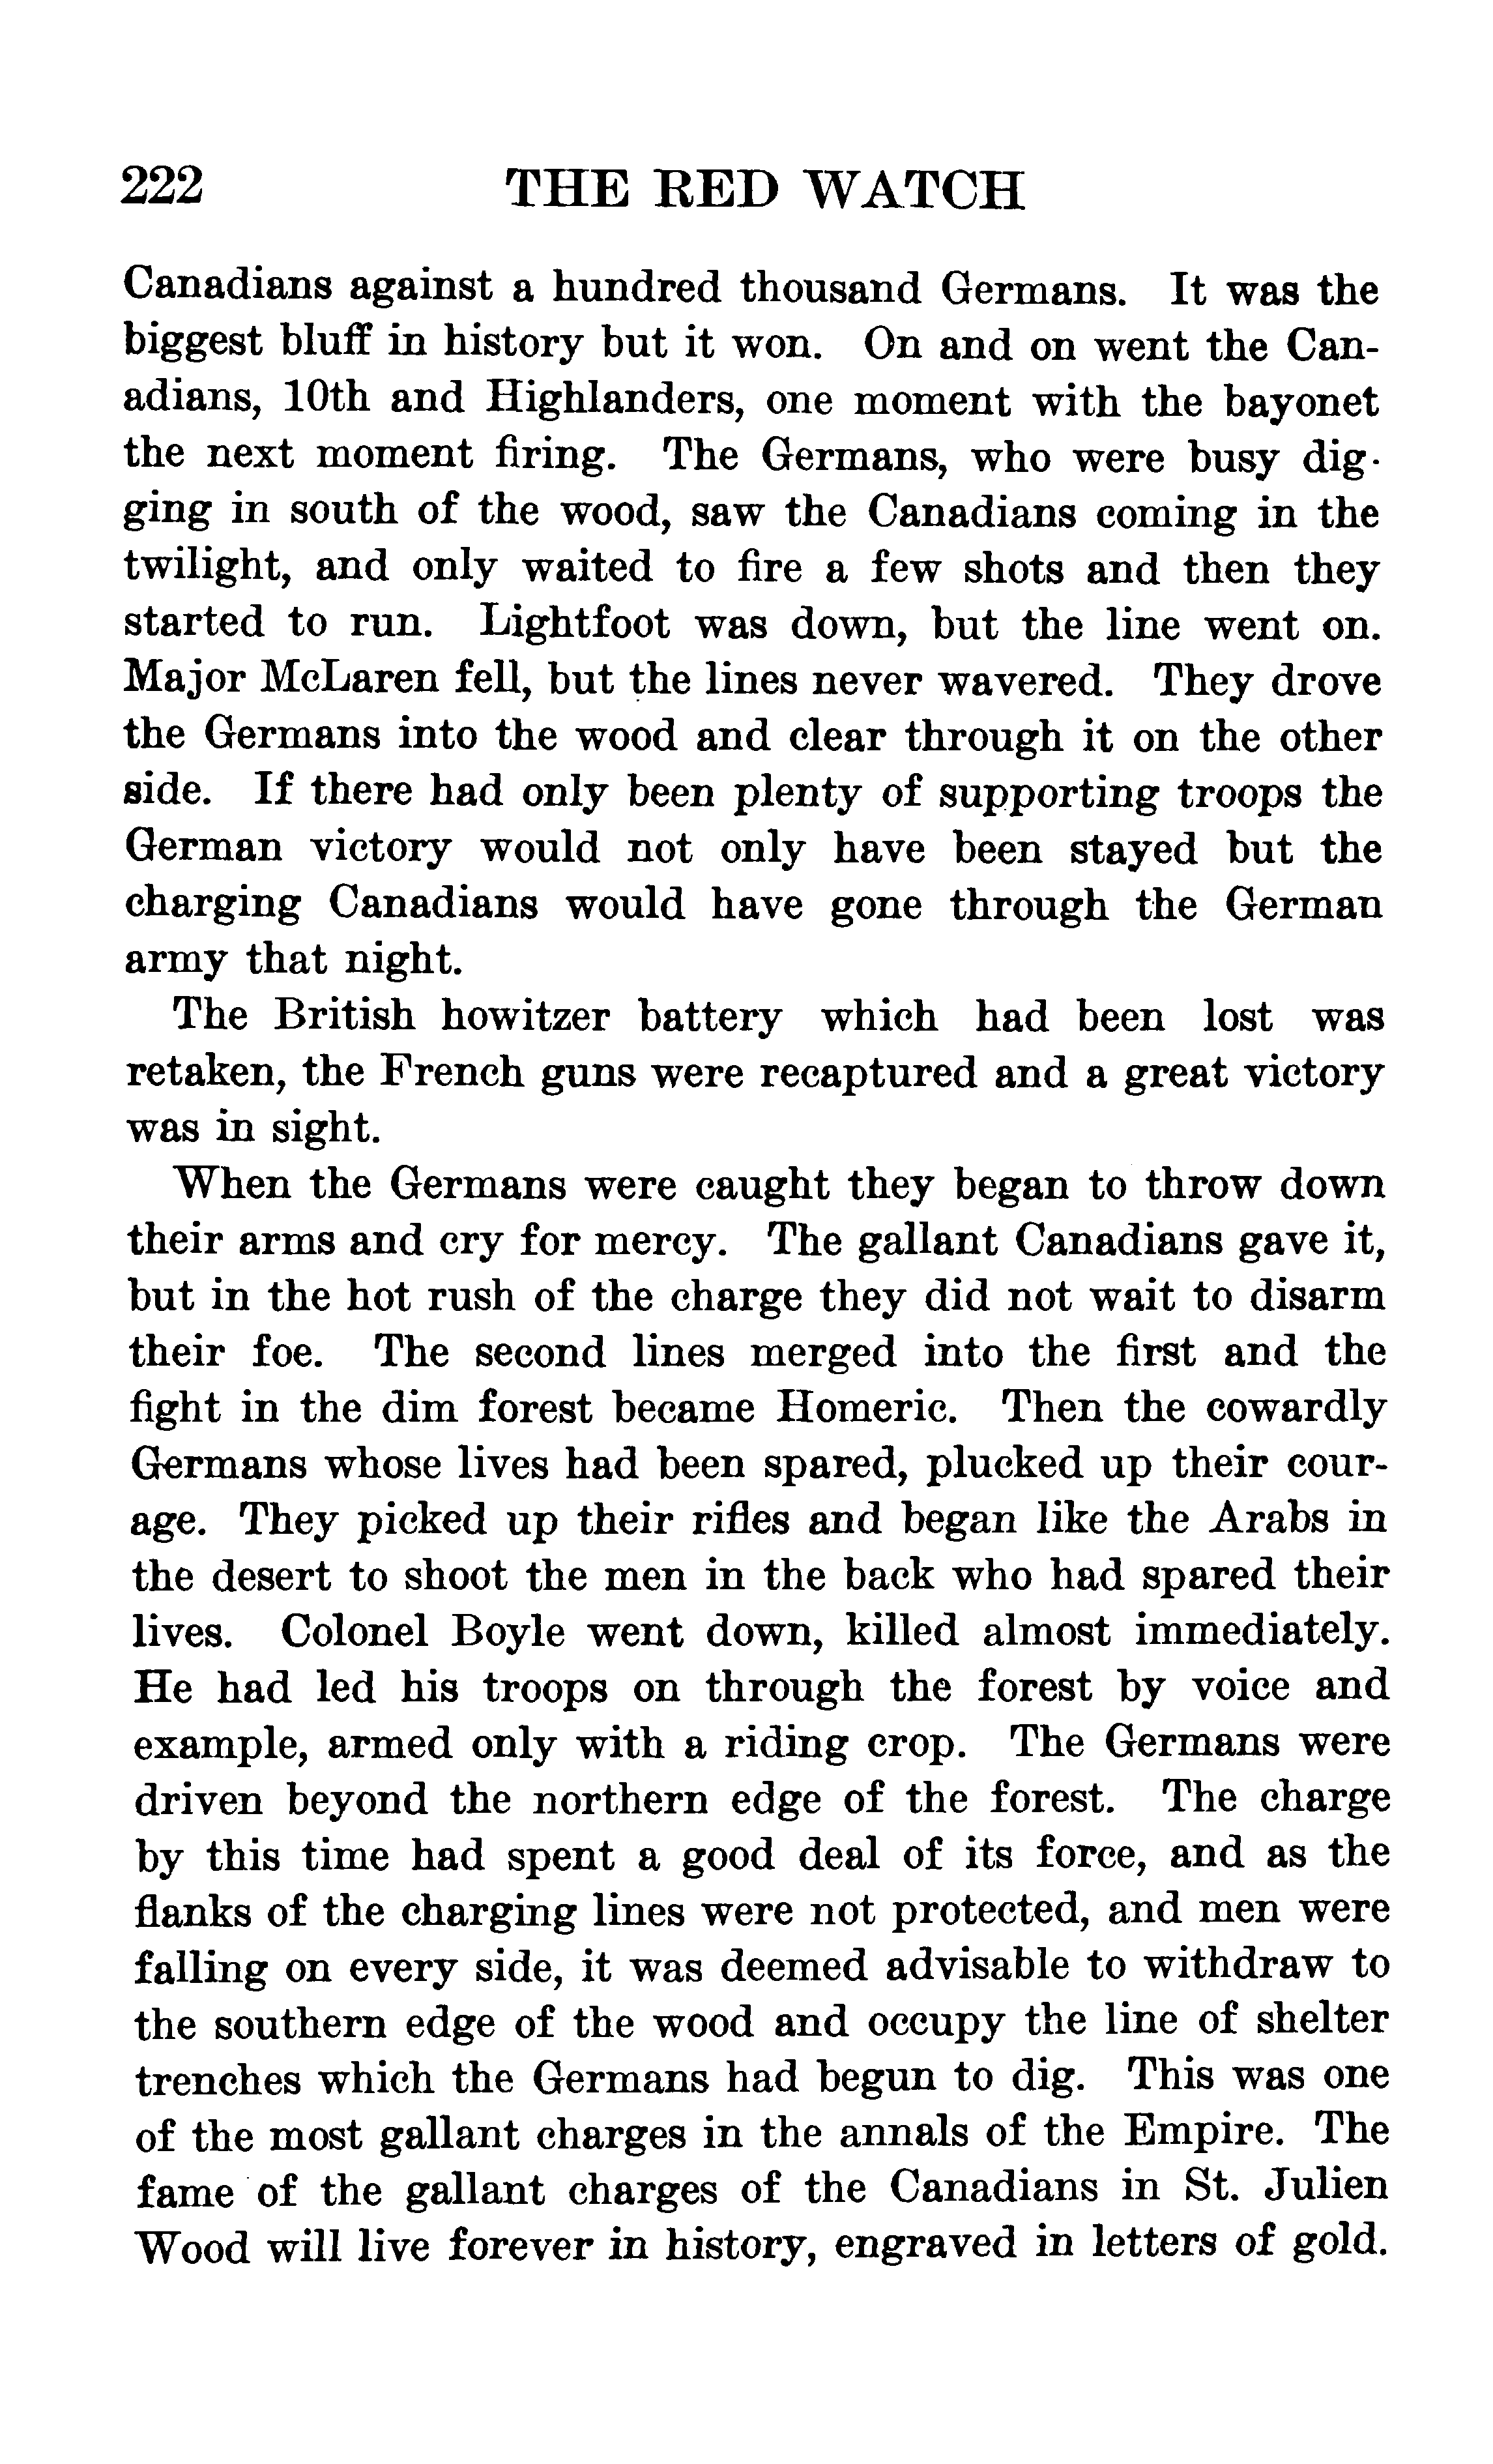 222 THE RED WATCH
Canadians against a hundred thousand Germans. It was the
biggest bluff in history but it won. On and on went the Can-
adians, 10th and Highlanders, one moment with the bayonet
the next moment firing. The Germans, who were busy dig-
ging in south of the wood, saw the Canadians coming in the
twilight, and only waited to fire a few shots and then they
started to run. Lightfoot was down, but the line went on.
Major McLaren fell, but the lines never wavered. They drove
the Germans into the wood and clear through it on the other
side. If there had only been plenty of supporting troops the
German victory would not only have been stayed but the
charging Canadians would have gone through the German
army that night.
The British howitzer battery which had been lost was
retaken, the French guns were recaptured and a great victory
was in sight.
When the Germans were caught they began to throw down
their arms and cry for mercy. The gallant Canadians gave it,
but in the hot rush of the charge they did not wait to disarm
their foe. The second lines merged into the first and the
fight in the dim forest became Homeric. Then the cowardly
Germans whose lives had been spared, plucked up their cour-
age. They picked up their rifles and began like the Arabs in
the desert to shoot the men in the back who had spared their
lives. Colonel Boyle went down, killed almost immediately.
He had led his troops on through the forest by voice and
example, armed only with a riding crop. The Germans were
driven beyond the northern edge of the forest. The charge
by this time had spent a good deal of its force, and as the
flanks of the charging lines were not protected, and men were
falling on every side, it was deemed advisable to withdraw to
the southern edge of the wood and occupy the line of shelter
trenches which the Germans had begun to dig. This was one
of the most gallant charges in the annals of the Empire. The
fame of the gallant charges of the Canadians in St. Julien
Wood will live forever in history, engraved in letters of gold.